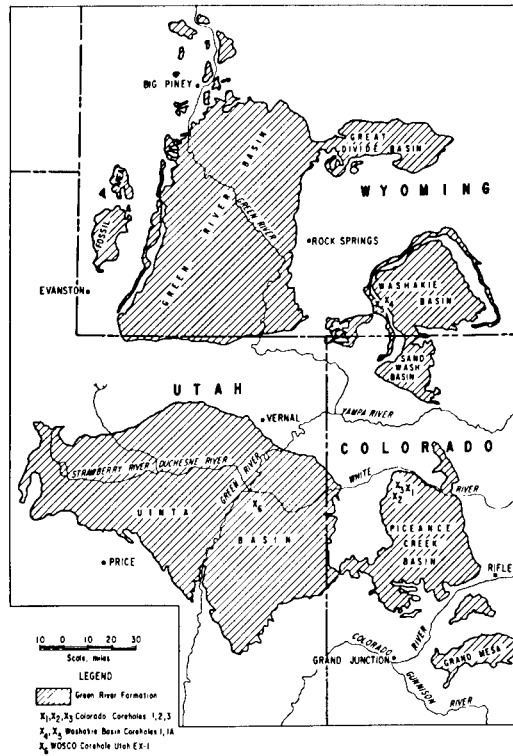 BIG PINEY
GREAT
DIVIDE BASIN
WYOMING
GREEN RIVER BASIN
GREEN RIVER
FOSSIL
ROCK SPRINGS
EVANSTON
WASHAKIE
BASIN
SAND
WASH
BASIN
UTAH
VERNAL
YAMPA RIVER
COLORADO
STRAWBERRY RIVER
DUCHESNE RIVER
GREEN RIVER
WHITE
RIVER
X6
X3 X1
X2
UINTA
BASIN
PICEANCE
CREEK
BASIN
PRICE
RIFLE
COLORADO
RIVER
GRAND JUNCTION
GRAND MESA
GUNNISON
RIVER
10 0 10 20 30
Scale, miles
LEGEND
Green River Formation
X1,X2,X3 Colorado Coreholes 1,2,3
X4,X5 Washakie Basin Coreholes 1,1A
X6 WOSCO Corehole Utah EX-1